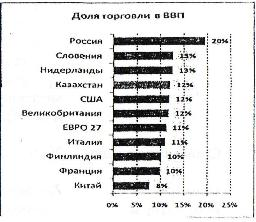 Доля торговли в ВВП
Россия 20%
Словения 13%
Нидерланды 13%
Казахстан 12%
США 12%
Великобритания 12%
ЕВРО 27 11%
Италия 11%
Финляндия 10%
Франция 10%
Китай 8%
0% 5% 10% 15% 20% 25%